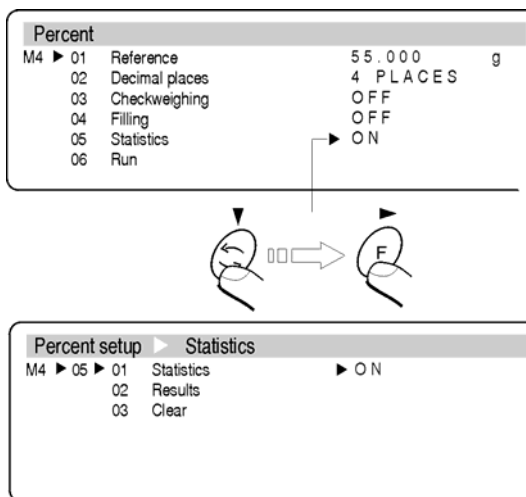 Percent
M4 ▶ 01 Reference 55.000 g
02 Decimal places 4 PLACES
03 Checkweighing OFF
04 Filling OFF
05 Statistics ▶ ON
06 Run
F
Percent setup ▷ Statistics
M4 ▶ 05 ▶ 01 Statistics ▶ ON
02 Results
03 Clear